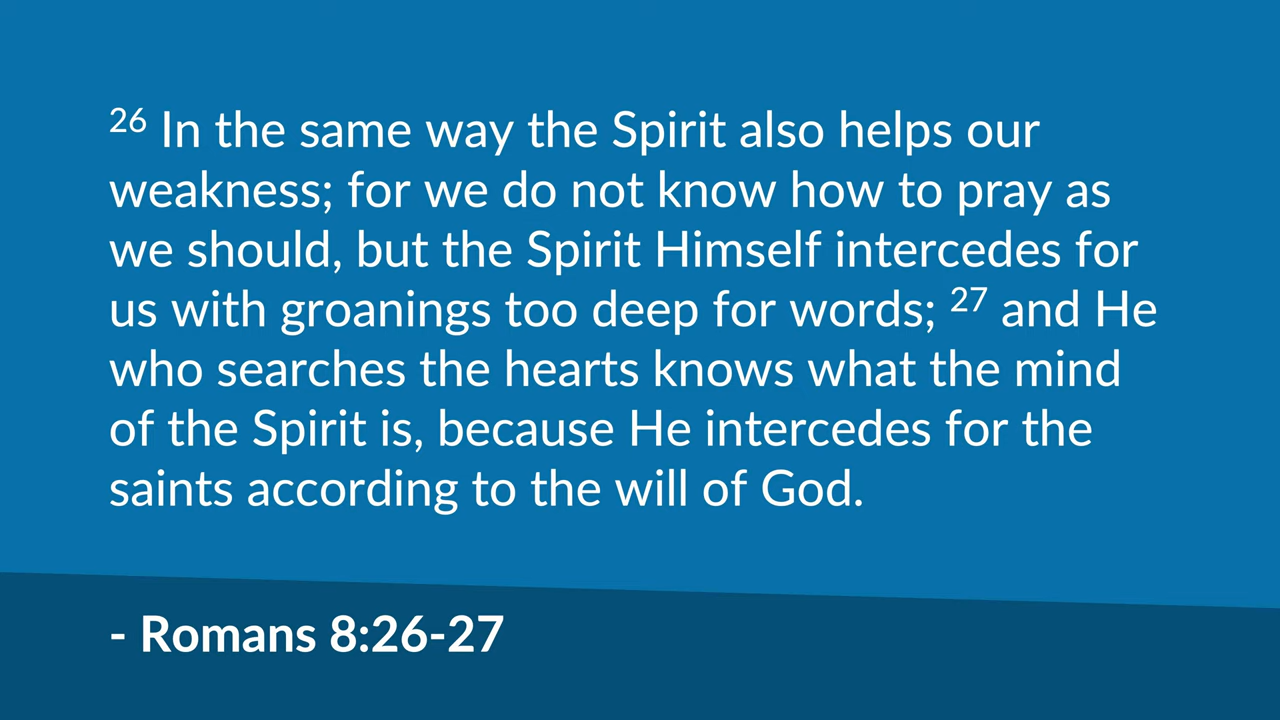 26 In the same way the Spirit also helps our
weakness; for we do not know how to pray as
we should, but the Spirit Himself intercedes for
us with groanings too deep for words; 27 and He
who searches the hearts knows what the mind
of the Spirit is, because He intercedes for the
saints according to the will of God.
- Romans 8:26-27